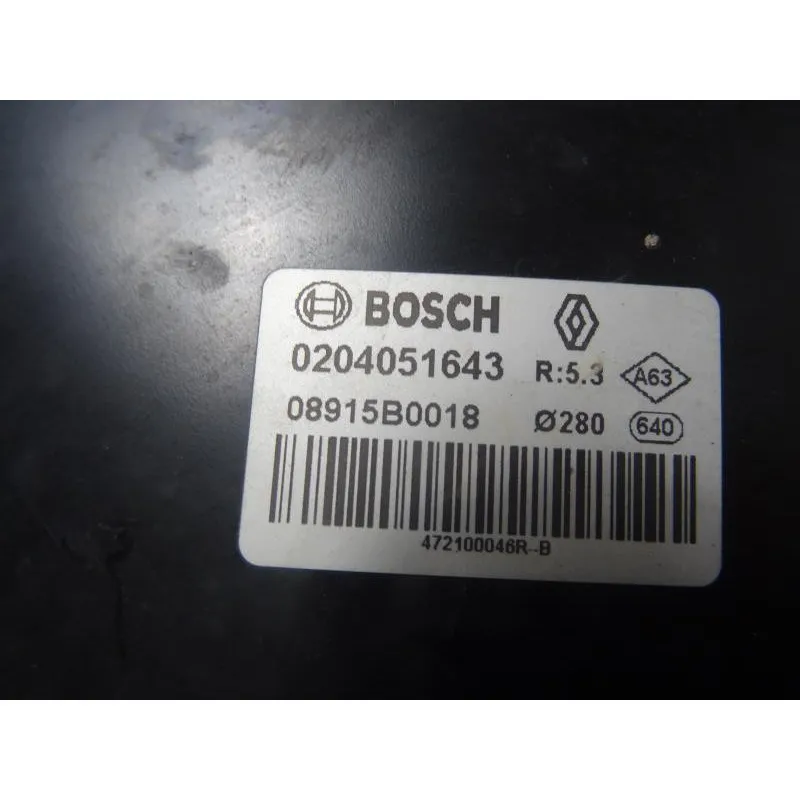 BOSCH
0204051643 R:5.3 A63
08915B0018 Ø280 640
472100046R--B